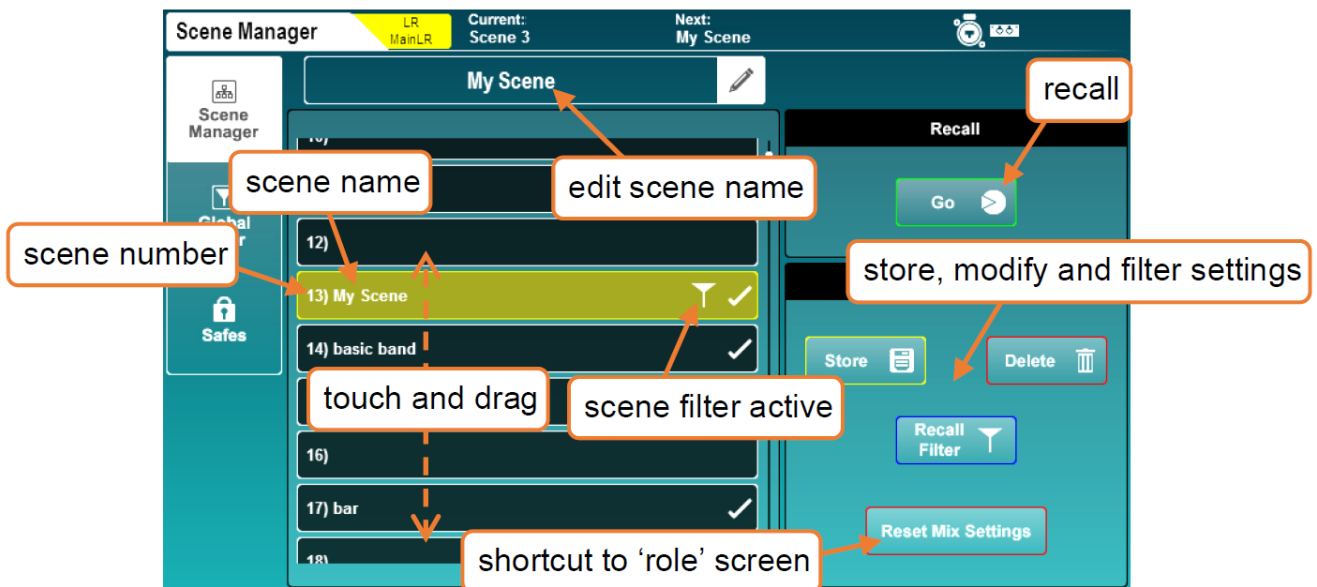 Scene Manager
LR
MainLR
Current:
Scene 3
Next:
My Scene
Scene
Manager
My Scene
Recall
recall
scene name
edit scene name
Go
scene number
12)
store, modify and filter settings
13) My Scene
Safes
14) basic band
Store
Delete
touch and drag
scene filter active
Recall
Filter
16)
17) bar
Reset Mix Settings
18)
shortcut to ‘role’ screen